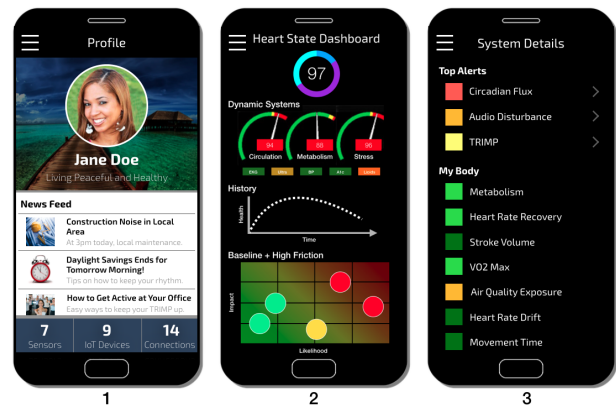 Profile
Jane Doe
Living Peaceful and Healthy
News Feed
Construction Noise in Local
Area
At 3pm today, local maintenance.
Daylight Savings Ends for
Tomorrow Morning!
Tips on how to keep your rhythm.
How to Get Active at Your Office
Easy ways to keep your TRIMP up.
7 9 14
Sensors IoT Devices Connections
1
Heart State Dashboard
97
Dynamic Systems
94 88 96
Circulation Metabolism Stress
EKG BP A1c
History
Health
Time
Baseline + High Friction
Impact
Likelihood
2
System Details
Top Alerts
Circadian Flux
Audio Disturbance
TRIMP
My Body
Metabolism
Heart Rate Recovery
Stroke Volume
VO2 Max
Air Quality Exposure
Heart Rate Drift
Movement Time
3